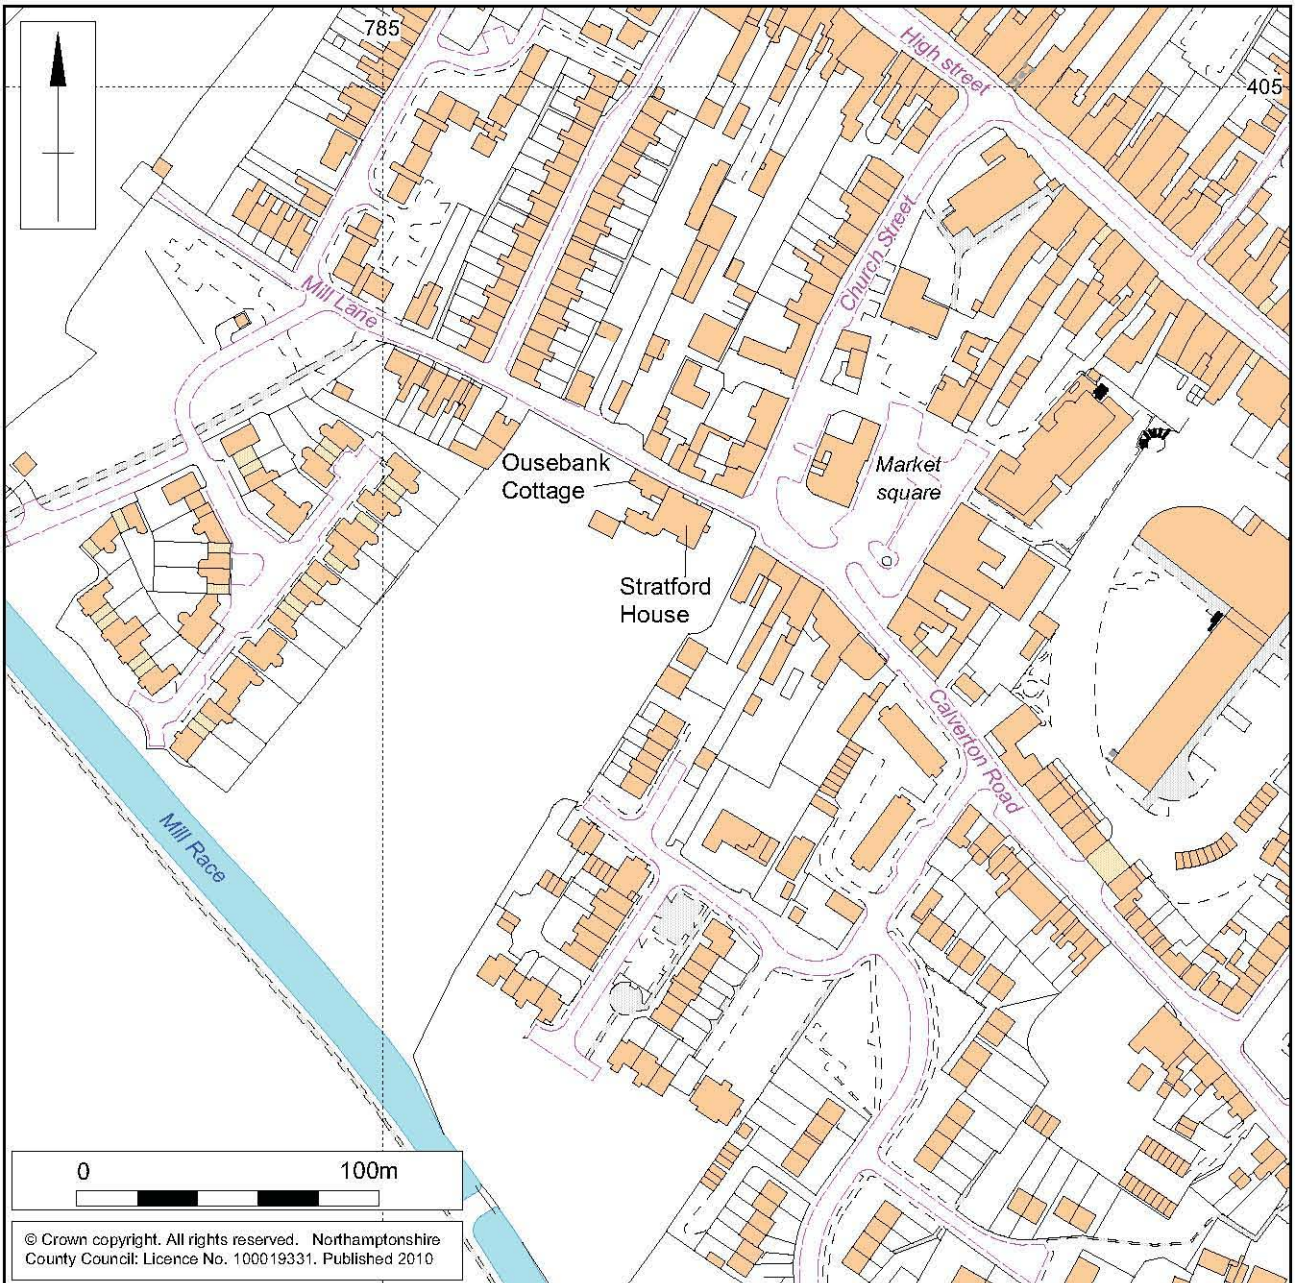 785
High street
405
Church Street
Mill Lane
Ousebank
Cottage
Market
square
Stratford
House
Calverton Road
Mill Race
0 100m
© Crown copyright. All rights reserved. Northamptonshire
County Council: Licence No. 100019331. Published 2010